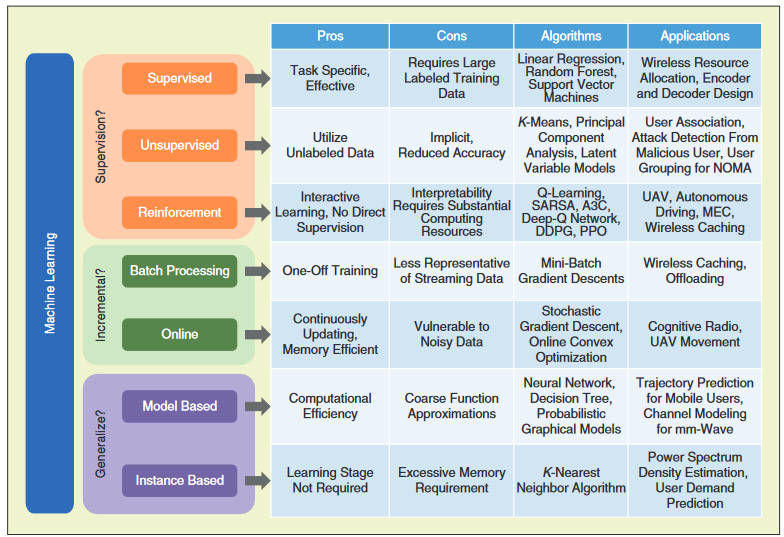 Pros
Cons
Algorithms
Applications
Machine Learning
Supervision?
Supervised
Task Specific,
Effective
Requires Large
Labeled Training
Data
Linear Regression,
Random Forest,
Support Vector
Machines
Wireless Resource
Allocation, Encoder
and Decoder Design
Unsupervised
Utilize
Unlabeled Data
Implicit,
Reduced Accuracy
K-Means, Principal
Component
Analysis, Latent
Variable Models
User Association,
Attack Detection From
Malicious User, User
Grouping for NOMA
Reinforcement
Interactive
Learning, No Direct
Supervision
Interpretability
Requires Substantial
Computing
Resources
Q-Learning,
SARSA, A3C,
Deep-Q Network,
DDPG, PPO
UAV, Autonomous
Driving, MEC,
Wireless Caching
Incremental?
Batch Processing
One-Off Training
Less Representative
of Streaming Data
Mini-Batch
Gradient Descents
Wireless Caching,
Offloading
Online
Continuously
Updating,
Memory Efficient
Vulnerable to
Noisy Data
Stochastic
Gradient Descent,
Online Convex
Optimization
Cognitive Radio,
UAV Movement
Generalize?
Model Based
Computational
Efficiency
Coarse Function
Approximations
Neural Network,
Decision Tree,
Probabilistic
Graphical Models
Trajectory Prediction
for Mobile Users,
Channel Modeling
for mm-Wave
Instance Based
Learning Stage
Not Required
Excessive Memory
Requirement
K-Nearest
Neighbor Algorithm
Power Spectrum
Density Estimation,
User Demand
Prediction